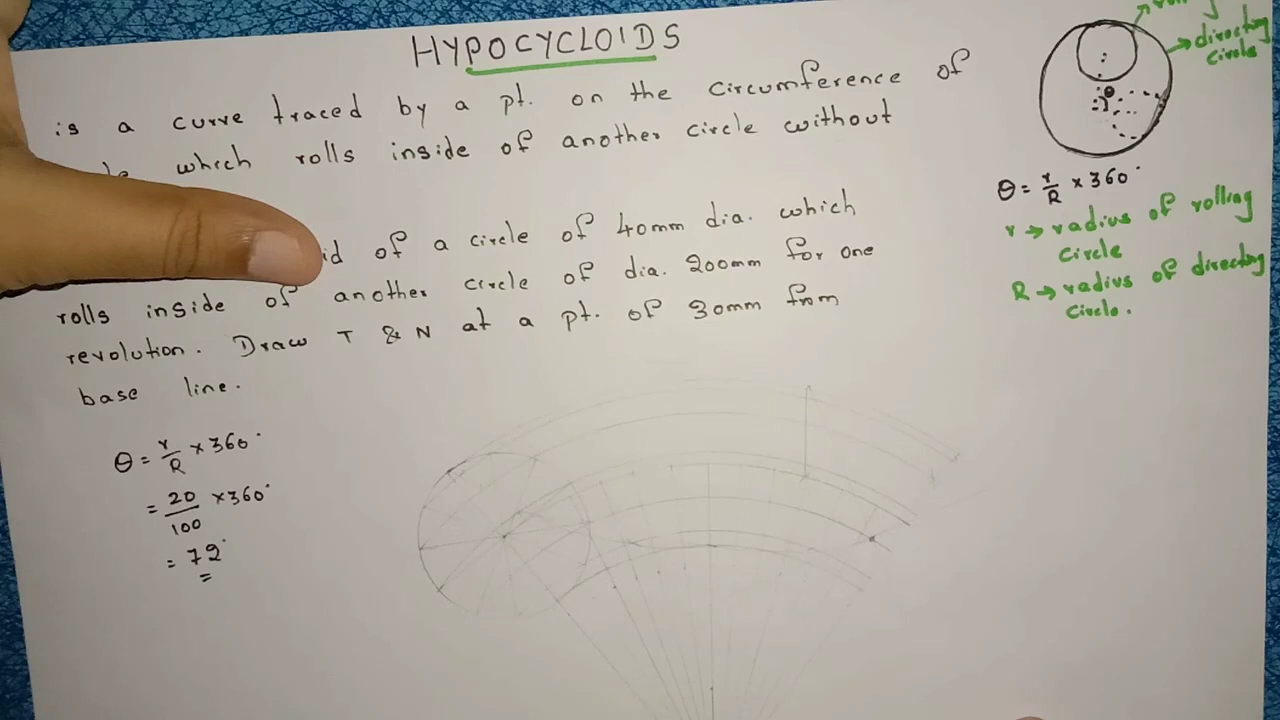 HYPOCYCLOIDS
is a curve traced by a pt. on the circumference of
which rolls inside of another circle without
id of a circle of 40mm dia. which
rolls inside of another circle of dia. 200mm for one
revolution. Draw T & N at a pt. of 30mm from
base line.
θ = r/R × 360°
= 20/100 × 360°
= 72°
directing
circle
θ = r/R × 360°
r → radius of rolling
circle
R → radius of directing
circle.